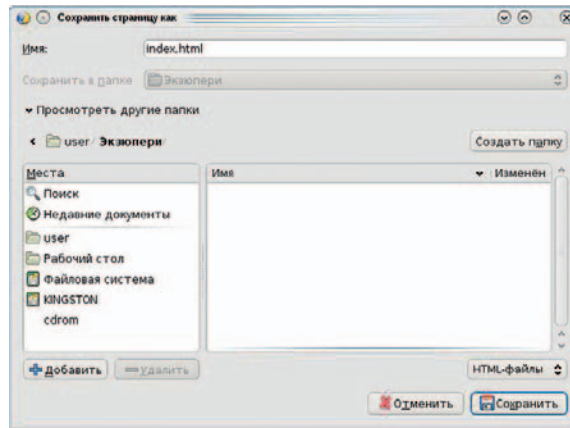 Сохранить страницу как
Имя: index.html
Сохранить в папке Экзюпери
Просмотреть другие папки
user Экзюпери Создать папку
Места Имя Изменён
Поиск
Недавние документы
user
Рабочий стол
Файловая система
KINGSTON
cdrom
Добавить Удалить HTML-файлы
Отменить Сохранить